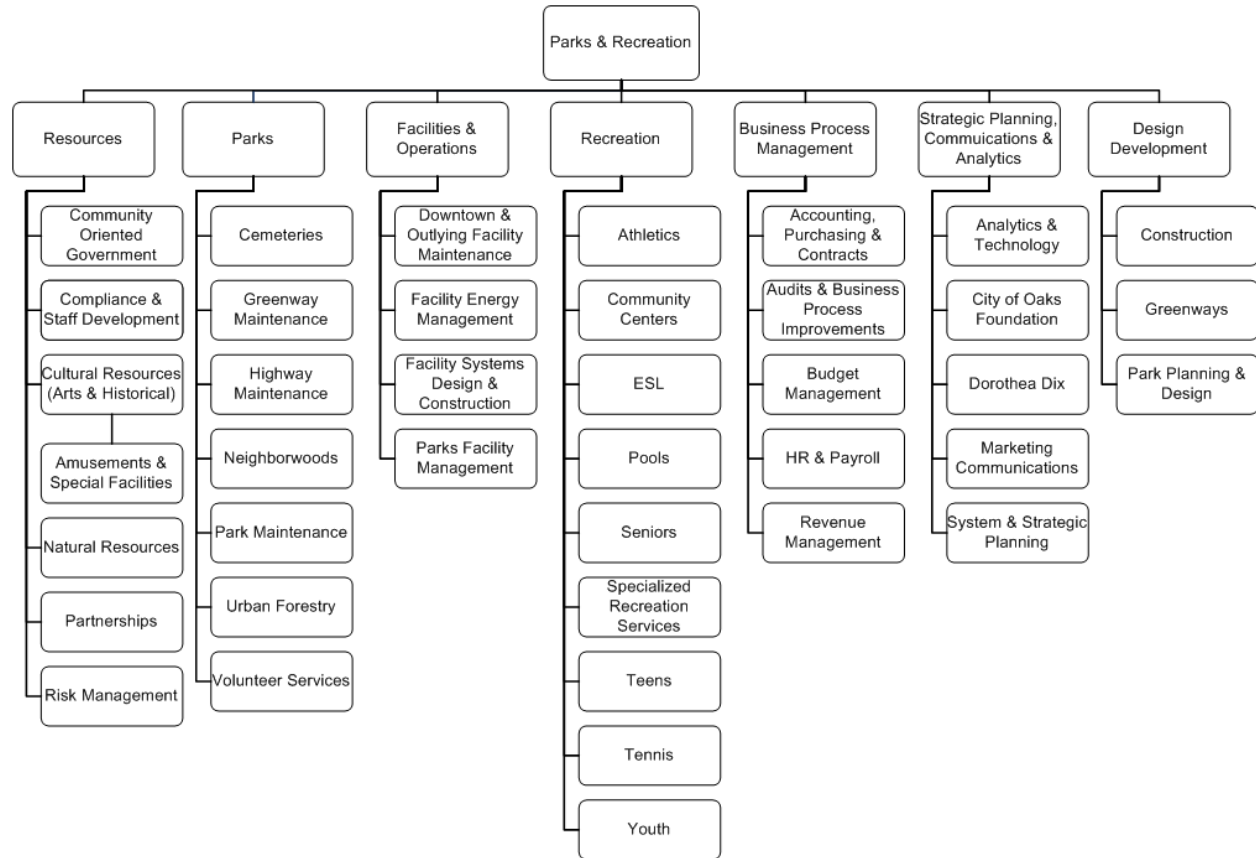 Parks & Recreation
Resources
Parks
Facilities &
Operations
Recreation
Business Process
Management
Strategic Planning,
Commuications &
Analytics
Design
Development
Community
Oriented
Government
Compliance &
Staff Development
Cultural Resources
(Arts & Historical)
Amusements &
Special Facilities
Natural Resources
Partnerships
Risk Management
Cemeteries
Greenway
Maintenance
Highway
Maintenance
Neighborwoods
Park Maintenance
Urban Forestry
Volunteer Services
Downtown &
Outlying Facility
Maintenance
Facility Energy
Management
Facility Systems
Design &
Construction
Parks Facility
Management
Athletics
Community
Centers
ESL
Pools
Seniors
Specialized
Recreation
Services
Teens
Tennis
Youth
Accounting,
Purchasing &
Contracts
Audits & Business
Process
Improvements
Budget
Management
HR & Payroll
Revenue
Management
Analytics &
Technology
City of Oaks
Foundation
Dorothea Dix
Marketing
Communications
System & Strategic
Planning
Construction
Greenways
Park Planning &
Design